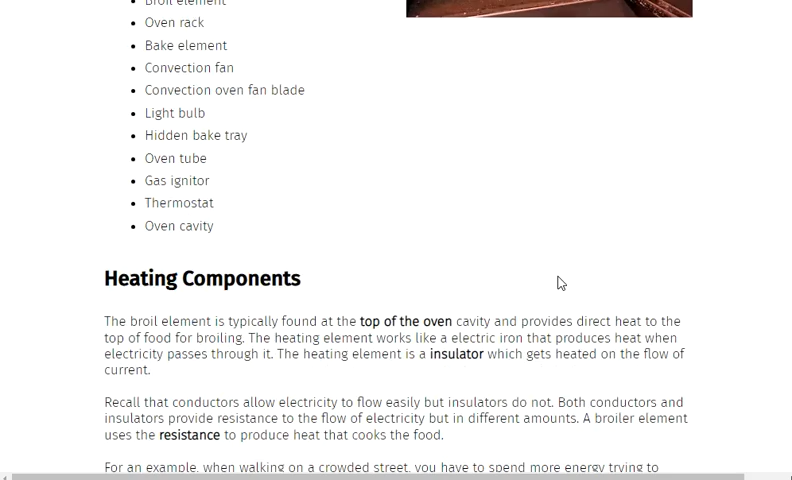 Broil element
Oven rack
Bake element
Convection fan
Convection oven fan blade
Light bulb
Hidden bake tray
Oven tube
Gas ignitor
Thermostat
Oven cavity
Heating Components
The broil element is typically found at the top of the oven cavity and provides direct heat to the
top of food for broiling. The heating element works like a electric iron that produces heat when
electricity passes through it. The heating element is a insulator which gets heated on the flow of
current.
Recall that conductors allow electricity to flow easily but insulators do not. Both conductors and
insulators provide resistance to the flow of electricity but in different amounts. A broiler element
uses the resistance to produce heat that cooks the food.
For an example, when walking on a crowded street, you have to spend more energy trying to